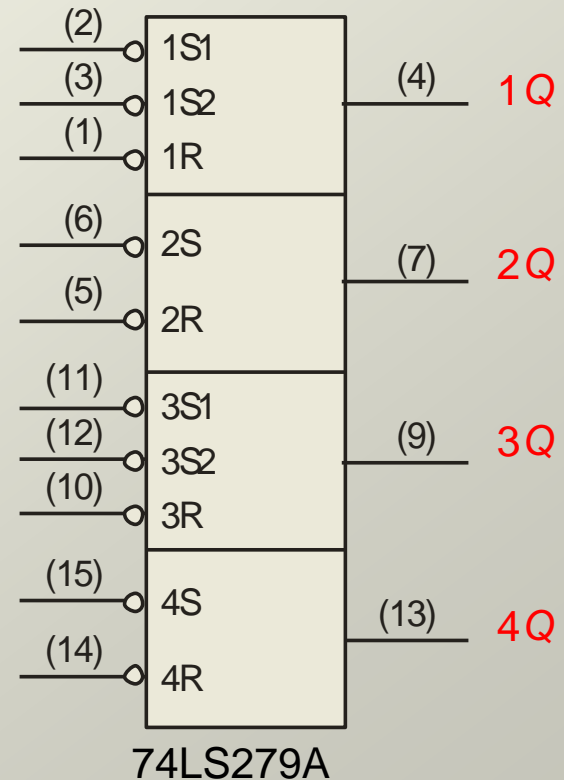 (2) 1S1
(3) 1S2 (4) 1Q
(1) 1R
(6) 2S
(7) 2Q
(5) 2R
(11) 3S1
(12) 3S2 (9) 3Q
(10) 3R
(15) 4S
(13) 4Q
(14) 4R
74LS279A